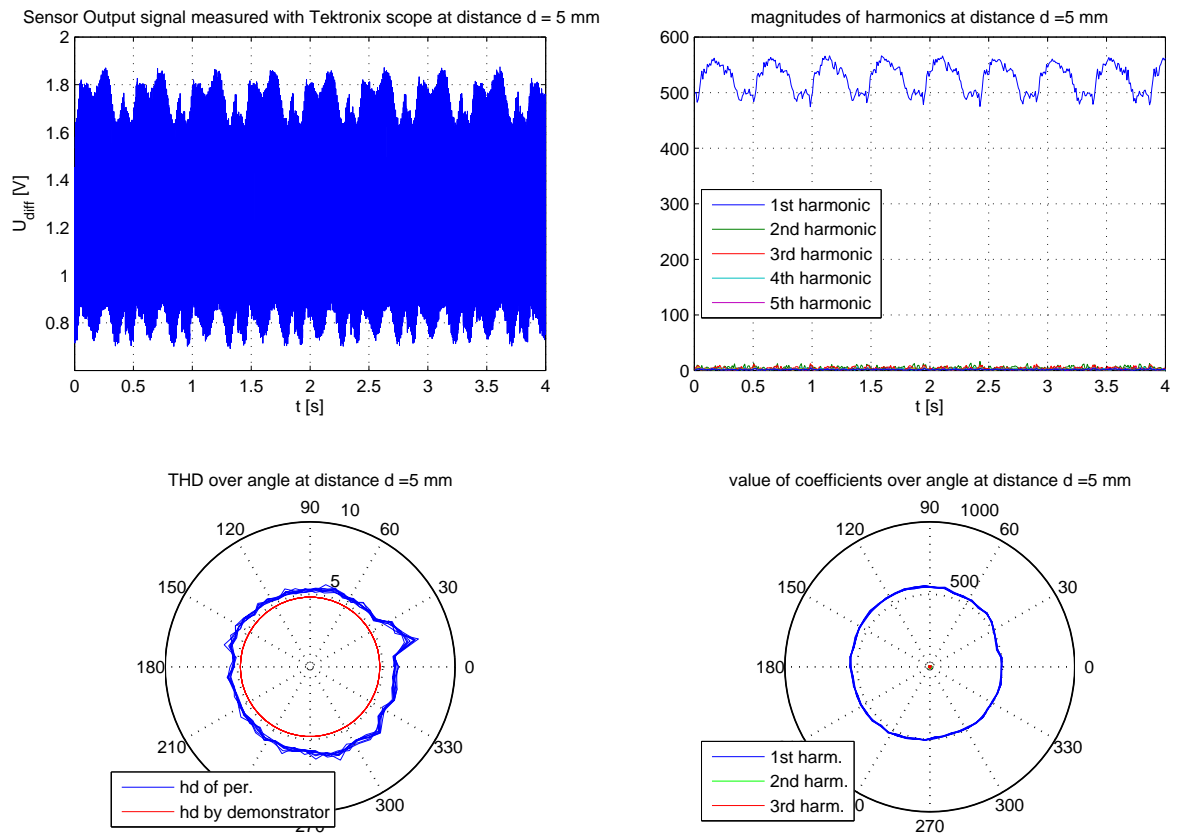 Sensor Output signal measured with Tektronix scope at distance d = 5 mm
2
1.8
1.6
1.4
1.2
1
0.8
U_diff [V]
0 0.5 1 1.5 2 2.5 3 3.5 4
t [s]
magnitudes of harmonics at distance d =5 mm
600
500
400
300
200
100
0
1st harmonic
2nd harmonic
3rd harmonic
4th harmonic
5th harmonic
0 0.5 1 1.5 2 2.5 3 3.5 4
t [s]
THD over angle at distance d =5 mm
90 10
120 60
150 5 30
180 0
210 330
300
270
hd of per.
hd by demonstrator
value of coefficients over angle at distance d =5 mm
90 1000
120 60
150 500 30
180 0
330
0 300
270
1st harm.
2nd harm.
3rd harm.